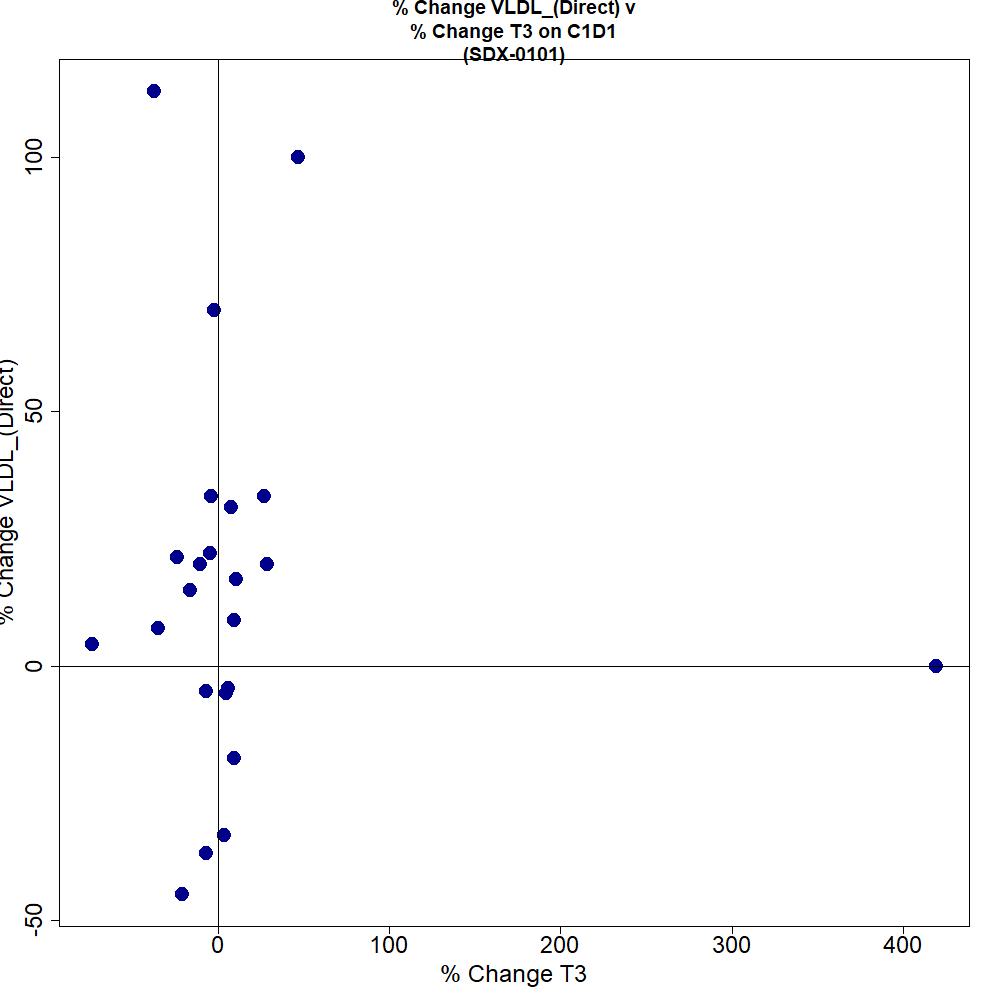 % Change VLDL_(Direct) v
% Change T3 on C1D1
(SDX-0101)
% Change VLDL_(Direct)
100
50
0
-50
0
100
200
300
400
% Change T3